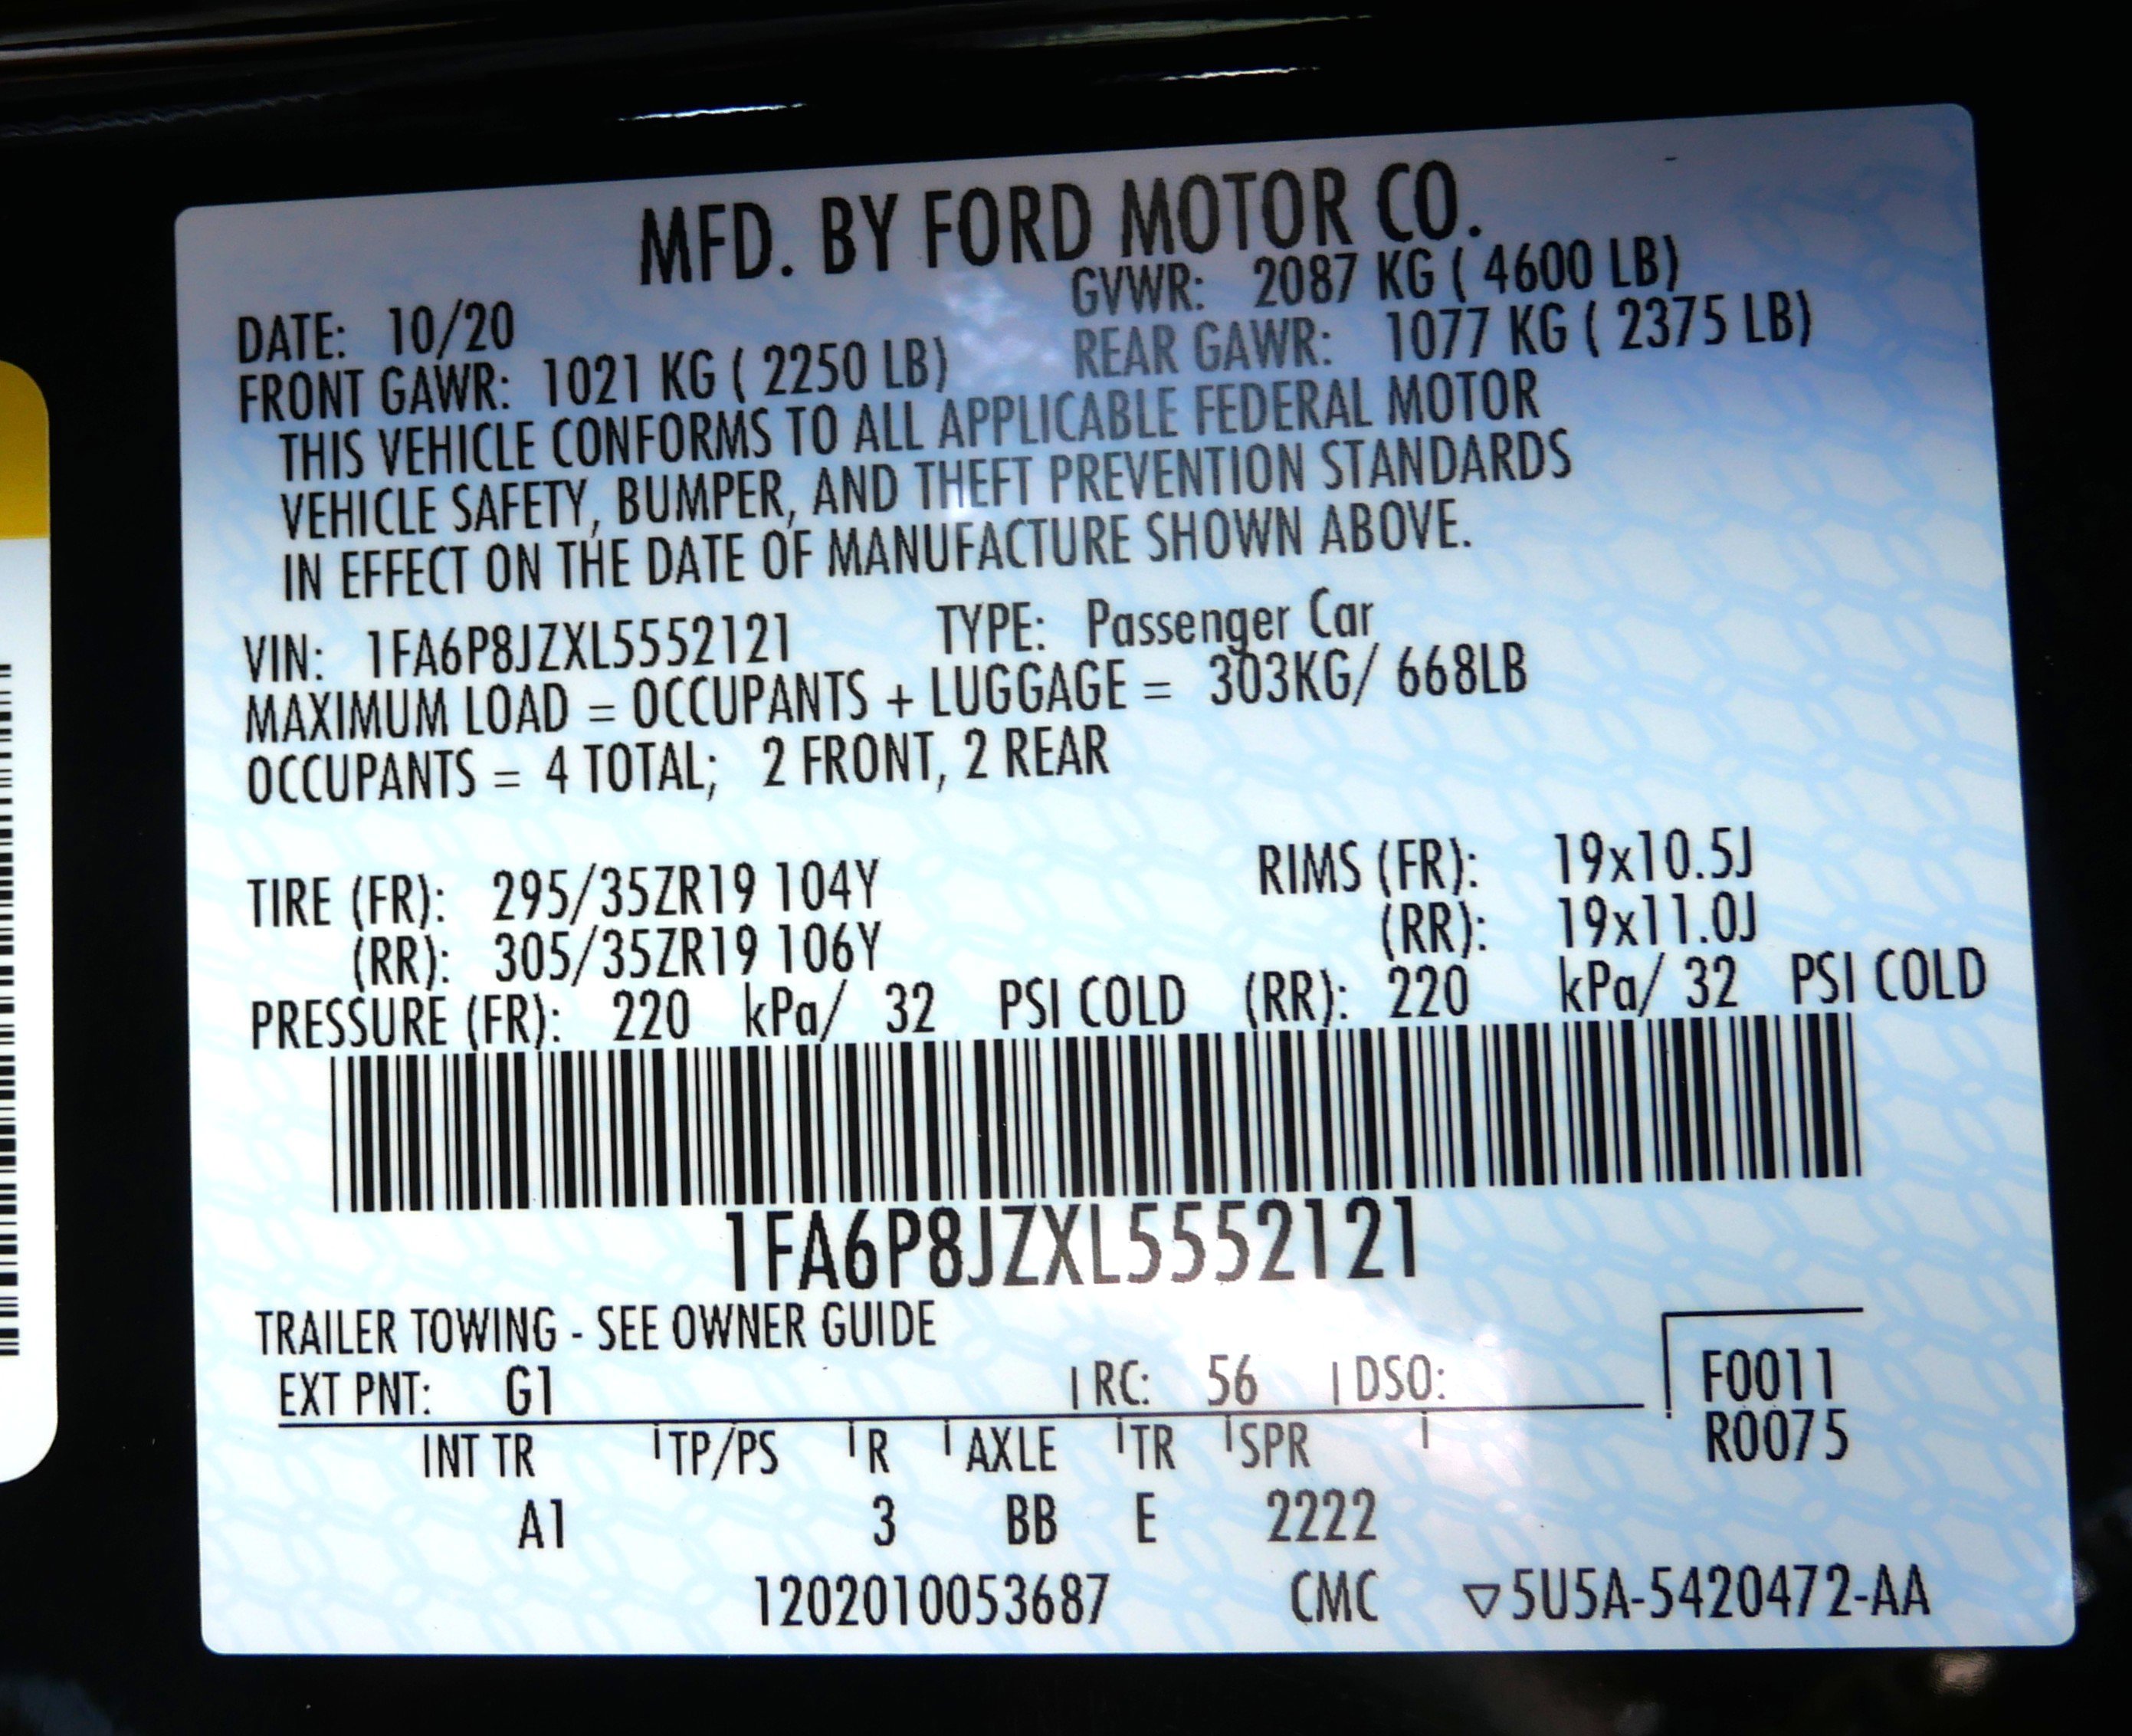 MFD. BY FORD MOTOR CO.
DATE: 10/20 GVWR: 2087 KG ( 4600 LB)
FRONT GAWR: 1021 KG ( 2250 LB) REAR GAWR: 1077 KG ( 2375 LB)
THIS VEHICLE CONFORMS TO ALL APPLICABLE FEDERAL MOTOR
VEHICLE SAFETY, BUMPER, AND THEFT PREVENTION STANDARDS
IN EFFECT ON THE DATE OF MANUFACTURE SHOWN ABOVE.
VIN: 1FA6P8JZXL5552121 TYPE: Passenger Car
MAXIMUM LOAD = OCCUPANTS + LUGGAGE = 303KG/ 668LB
OCCUPANTS = 4 TOTAL; 2 FRONT, 2 REAR
TIRE (FR): 295/35ZR19 104Y RIMS (FR): 19x10.5J
(RR): 305/35ZR19 106Y (RR): 19x11.0J
PRESSURE (FR): 220 kPa/ 32 PSI COLD (RR): 220 kPa/ 32 PSI COLD
1FA6P8JZXL5552121
TRAILER TOWING - SEE OWNER GUIDE
EXT PNT: G1 RC: 56 DSO: F0011
R0075
INT TR TP/PS R AXLE TR SPR
A1 3 BB E 2222
1202010053687 CMC ▽5U5A-5420472-AA